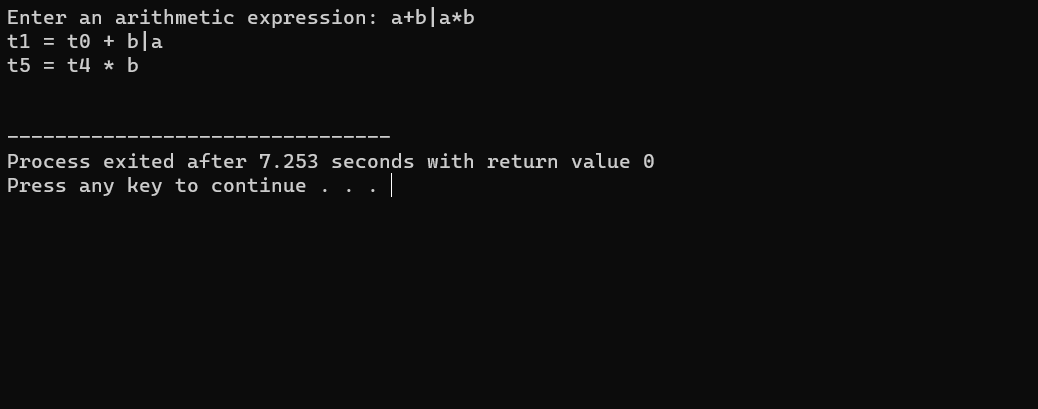 Enter an arithmetic expression: a+b|a*b
t1 = t0 + b|a
t5 = t4 * b
--------------------------------
Process exited after 7.253 seconds with return value 0
Press any key to continue . . .